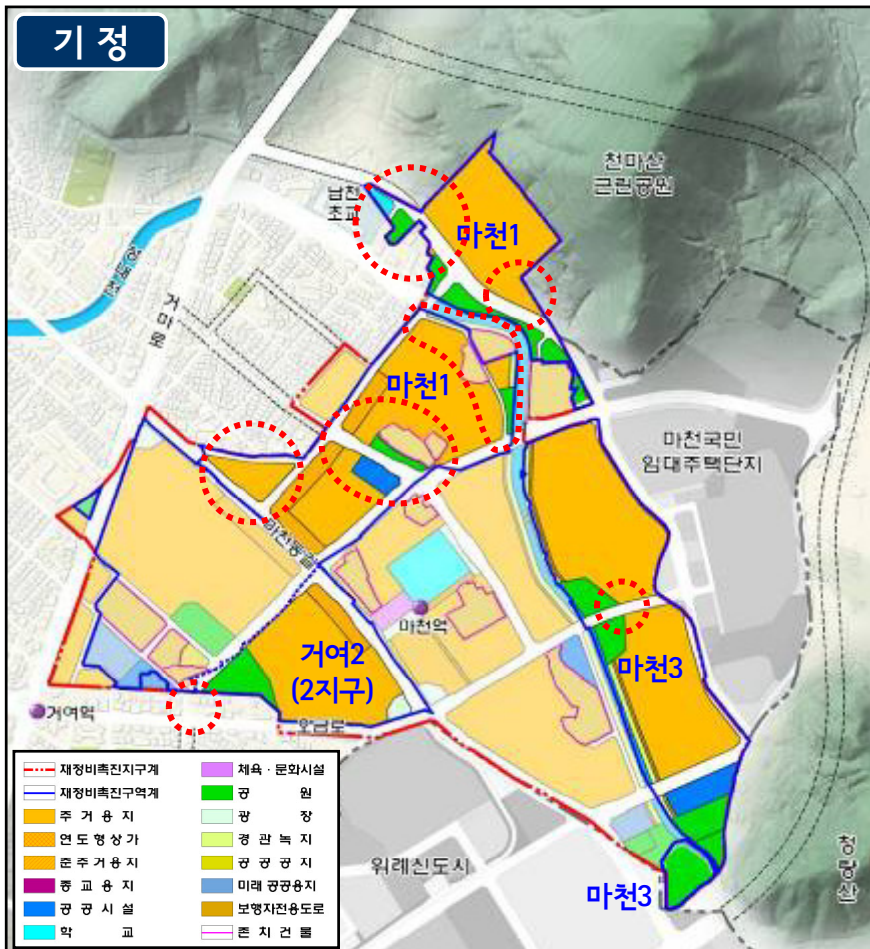 기 정
천마산
근린공원
남천
초교
마천1
성내천
거마로
마천1
마천국민
임대주택단지
마천동길
마천역
거여2
(2지구)
마천3
거여역
오금로
위례신도시
마천3
청량산
재정비촉진지구계
재정비촉진구역계
주 거 용 지
연 도 형 상 가
준 주 거 용 지
종 교 용 지
공 공 시 설
학 교
체육 · 문화시설
공 원
광 장
경 관 녹 지
공 공 공 지
미래 공공용지
보행자전용도로
존 치 건 물